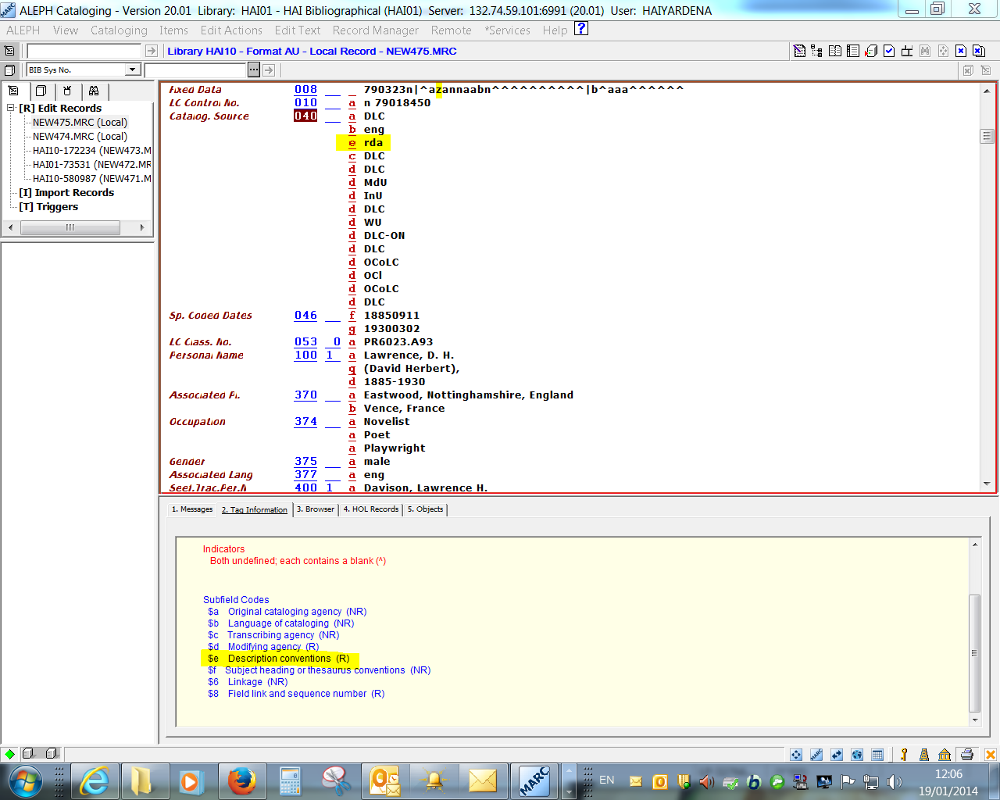 ALEPH Cataloging - Version 20.01 Library: HAI01 - HAI Bibliographical (HAI01) Server: 132.74.59.101:6991 (20.01) User: HAIYARDENA
ALEPH View Cataloging Items Edit Actions Edit Text Record Manager Remote *Services Help ?
Library HAI10 - Format AU - Local Record - NEW475.MRC
BIB Sys No.
[R] Edit Records
NEW475.MRC (Local)
NEW474.MRC (Local)
HAI10-172234 (NEW473.M
HAI01-73531 (NEW472.MR
HAI10-580987 (NEW471.M
[I] Import Records
[T] Triggers
Fixed Data 008 790323n|^azannaabn^^^^^^^^^^|b^aaa^^^^^^
LC Control No. 010 a n 79018450
Catalog. Source 040 a DLC
b eng
e rda
c DLC
d DLC
d MdU
d InU
d DLC
d WU
d DLC-ON
d DLC
d OCoLC
d OCl
d OCoLC
d DLC
Sp. Coded Dates 046 f 18850911
g 19300302
LC Class. No. 053 0 a PR6023.A93
Personal Name 100 1 a Lawrence, D. H.
q (David Herbert),
d 1885-1930
Associated Pl. 370 a Eastwood, Nottinghamshire, England
b Vence, France
Occupation 374 a Novelist
a Poet
a Playwright
Gender 375 a male
Associated Lang 377 a eng
SeeF.Trac.Per.N 400 1 a Davison, Lawrence H.
1. Messages 2. Tag Information 3. Browser 4. HOL Records 5. Objects
Indicators
Both undefined; each contains a blank (^)
Subfield Codes
$a Original cataloging agency (NR)
$b Language of cataloging (NR)
$c Transcribing agency (NR)
$d Modifying agency (R)
$e Description conventions (R)
$f Subject heading or thesaurus conventions (NR)
$6 Linkage (NR)
$8 Field link and sequence number (R)
MARC
EN
12:06
19/01/2014